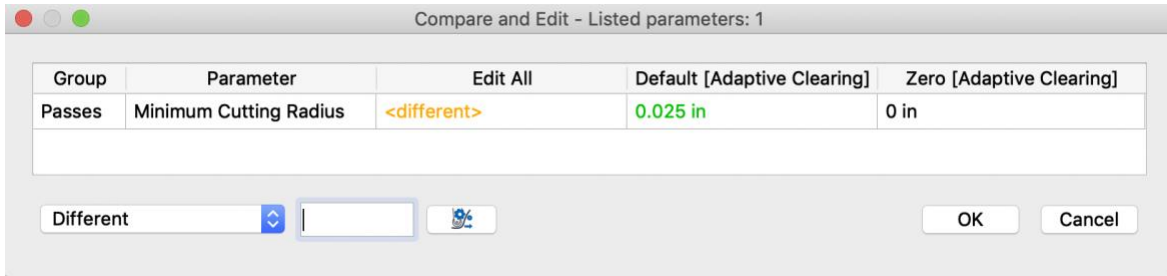 Compare and Edit - Listed parameters: 1
Group Parameter Edit All Default [Adaptive Clearing] Zero [Adaptive Clearing]
Passes Minimum Cutting Radius <different> 0.025 in 0 in
Different OK Cancel